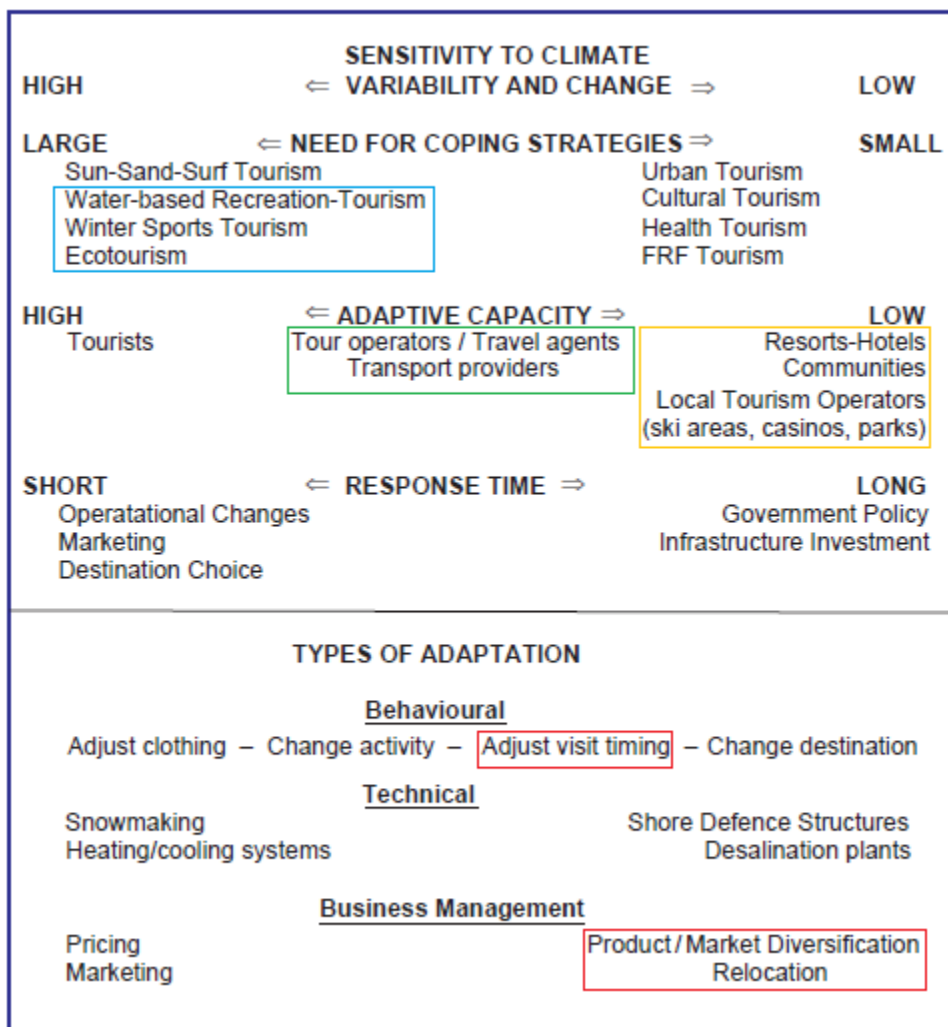 SENSITIVITY TO CLIMATE
HIGH ⇐ VARIABILITY AND CHANGE ⇒ LOW
LARGE ⇐ NEED FOR COPING STRATEGIES ⇒ SMALL
Sun-Sand-Surf Tourism Urban Tourism
Water-based Recreation-Tourism Cultural Tourism
Winter Sports Tourism Health Tourism
Ecotourism FRF Tourism
HIGH ⇐ ADAPTIVE CAPACITY ⇒ LOW
Tourists Tour operators / Travel agents Resorts-Hotels
Transport providers Communities
Local Tourism Operators
(ski areas, casinos, parks)
SHORT ⇐ RESPONSE TIME ⇒ LONG
Operatational Changes Government Policy
Marketing Infrastructure Investment
Destination Choice
TYPES OF ADAPTATION
Behavioural
Adjust clothing – Change activity – Adjust visit timing – Change destination
Technical
Snowmaking Shore Defence Structures
Heating/cooling systems Desalination plants
Business Management
Pricing Product / Market Diversification
Marketing Relocation